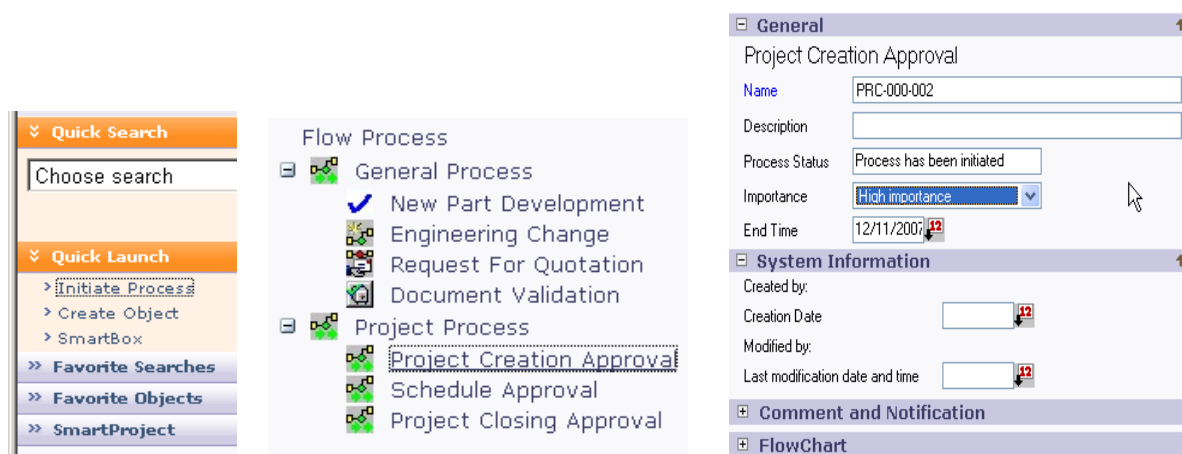 Quick Search
Choose search
Quick Launch
Initiate Process
Create Object
SmartBox
Favorite Searches
Favorite Objects
SmartProject
Flow Process
General Process
New Part Development
Engineering Change
Request For Quotation
Document Validation
Project Process
Project Creation Approval
Schedule Approval
Project Closing Approval
General
Project Creation Approval
Name PRC-000-002
Description
Process Status Process has been initiated
Importance High importance
End Time 12/11/2007 12
System Information
Created by:
Creation Date 12
Modified by:
Last modification date and time 12
Comment and Notification
FlowChart